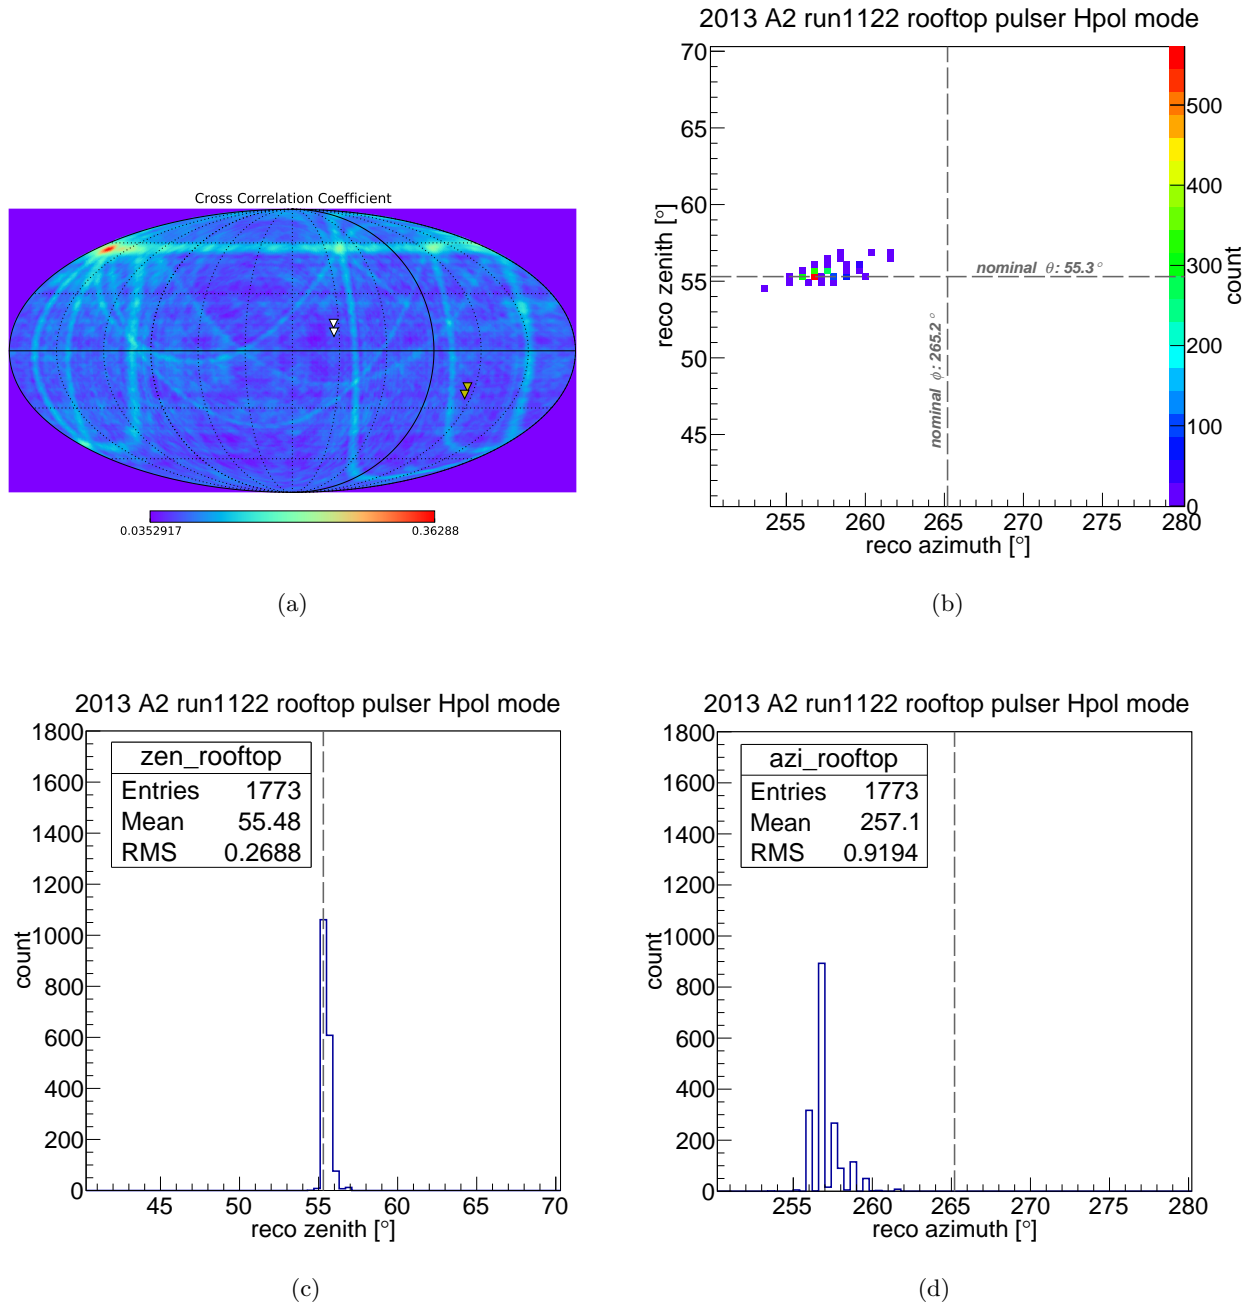 Cross Correlation Coefficient
0.0352917
0.36288
(a)
2013 A2 run1122 rooftop pulser Hpol mode
70
65
60
55
50
45
reco zenith [°]
nominal θ: 55.3°
nominal ϕ: 265.2°
255
260
265
270
275
280
reco azimuth [°]
500
400
300
200
100
0
count
(b)
2013 A2 run1122 rooftop pulser Hpol mode
1800
1600
1400
1200
1000
800
600
400
200
0
count
zen_rooftop
Entries 1773
Mean 55.48
RMS 0.2688
45
50
55
60
65
70
reco zenith [°]
(c)
2013 A2 run1122 rooftop pulser Hpol mode
1800
1600
1400
1200
1000
800
600
400
200
0
count
azi_rooftop
Entries 1773
Mean 257.1
RMS 0.9194
255
260
265
270
275
280
reco azimuth [°]
(d)